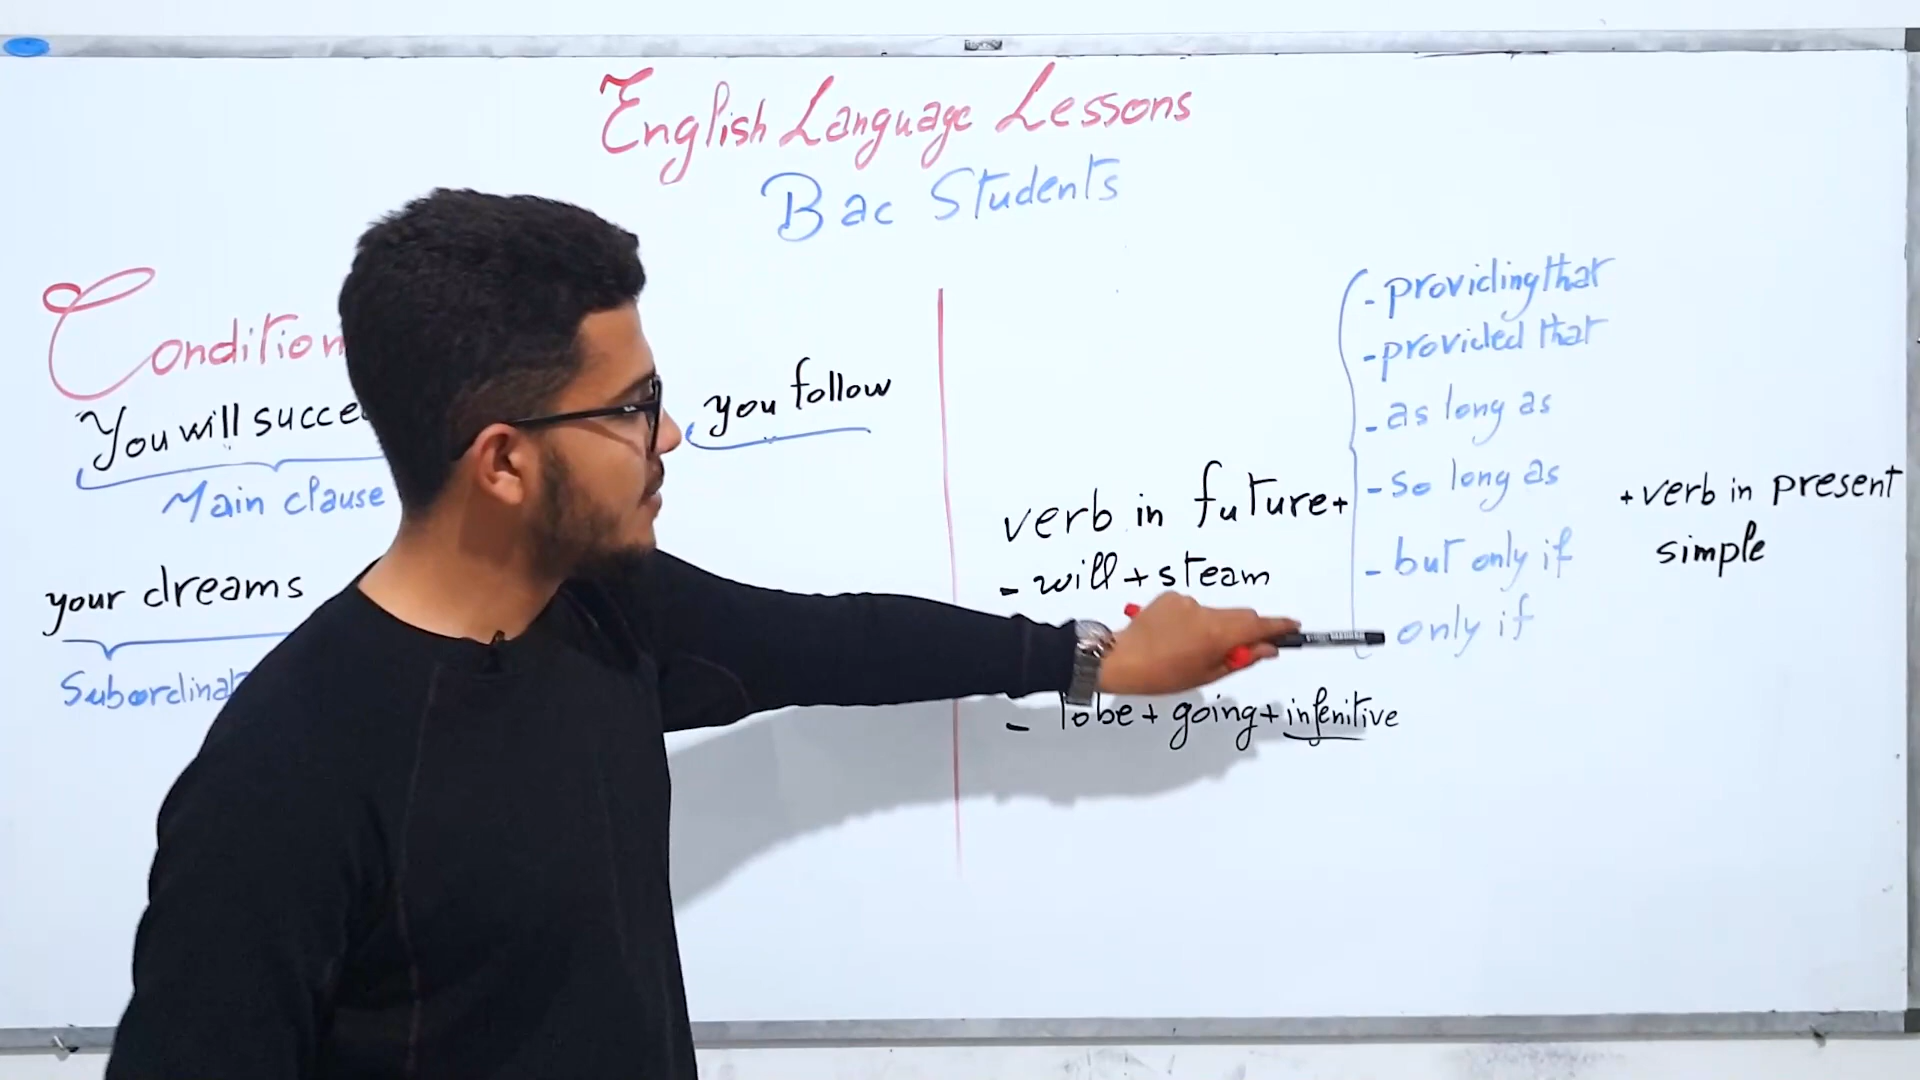 English Language Lessons
Bac Students
Condition
You will succe
you follow
Main clause
your dreams
Subordinat
verb in future+
- will + steam
- To be + going + infenitive
- providing that
- provided that
- as long as
- so long as
- but only if
only if
+ verb in present
simple